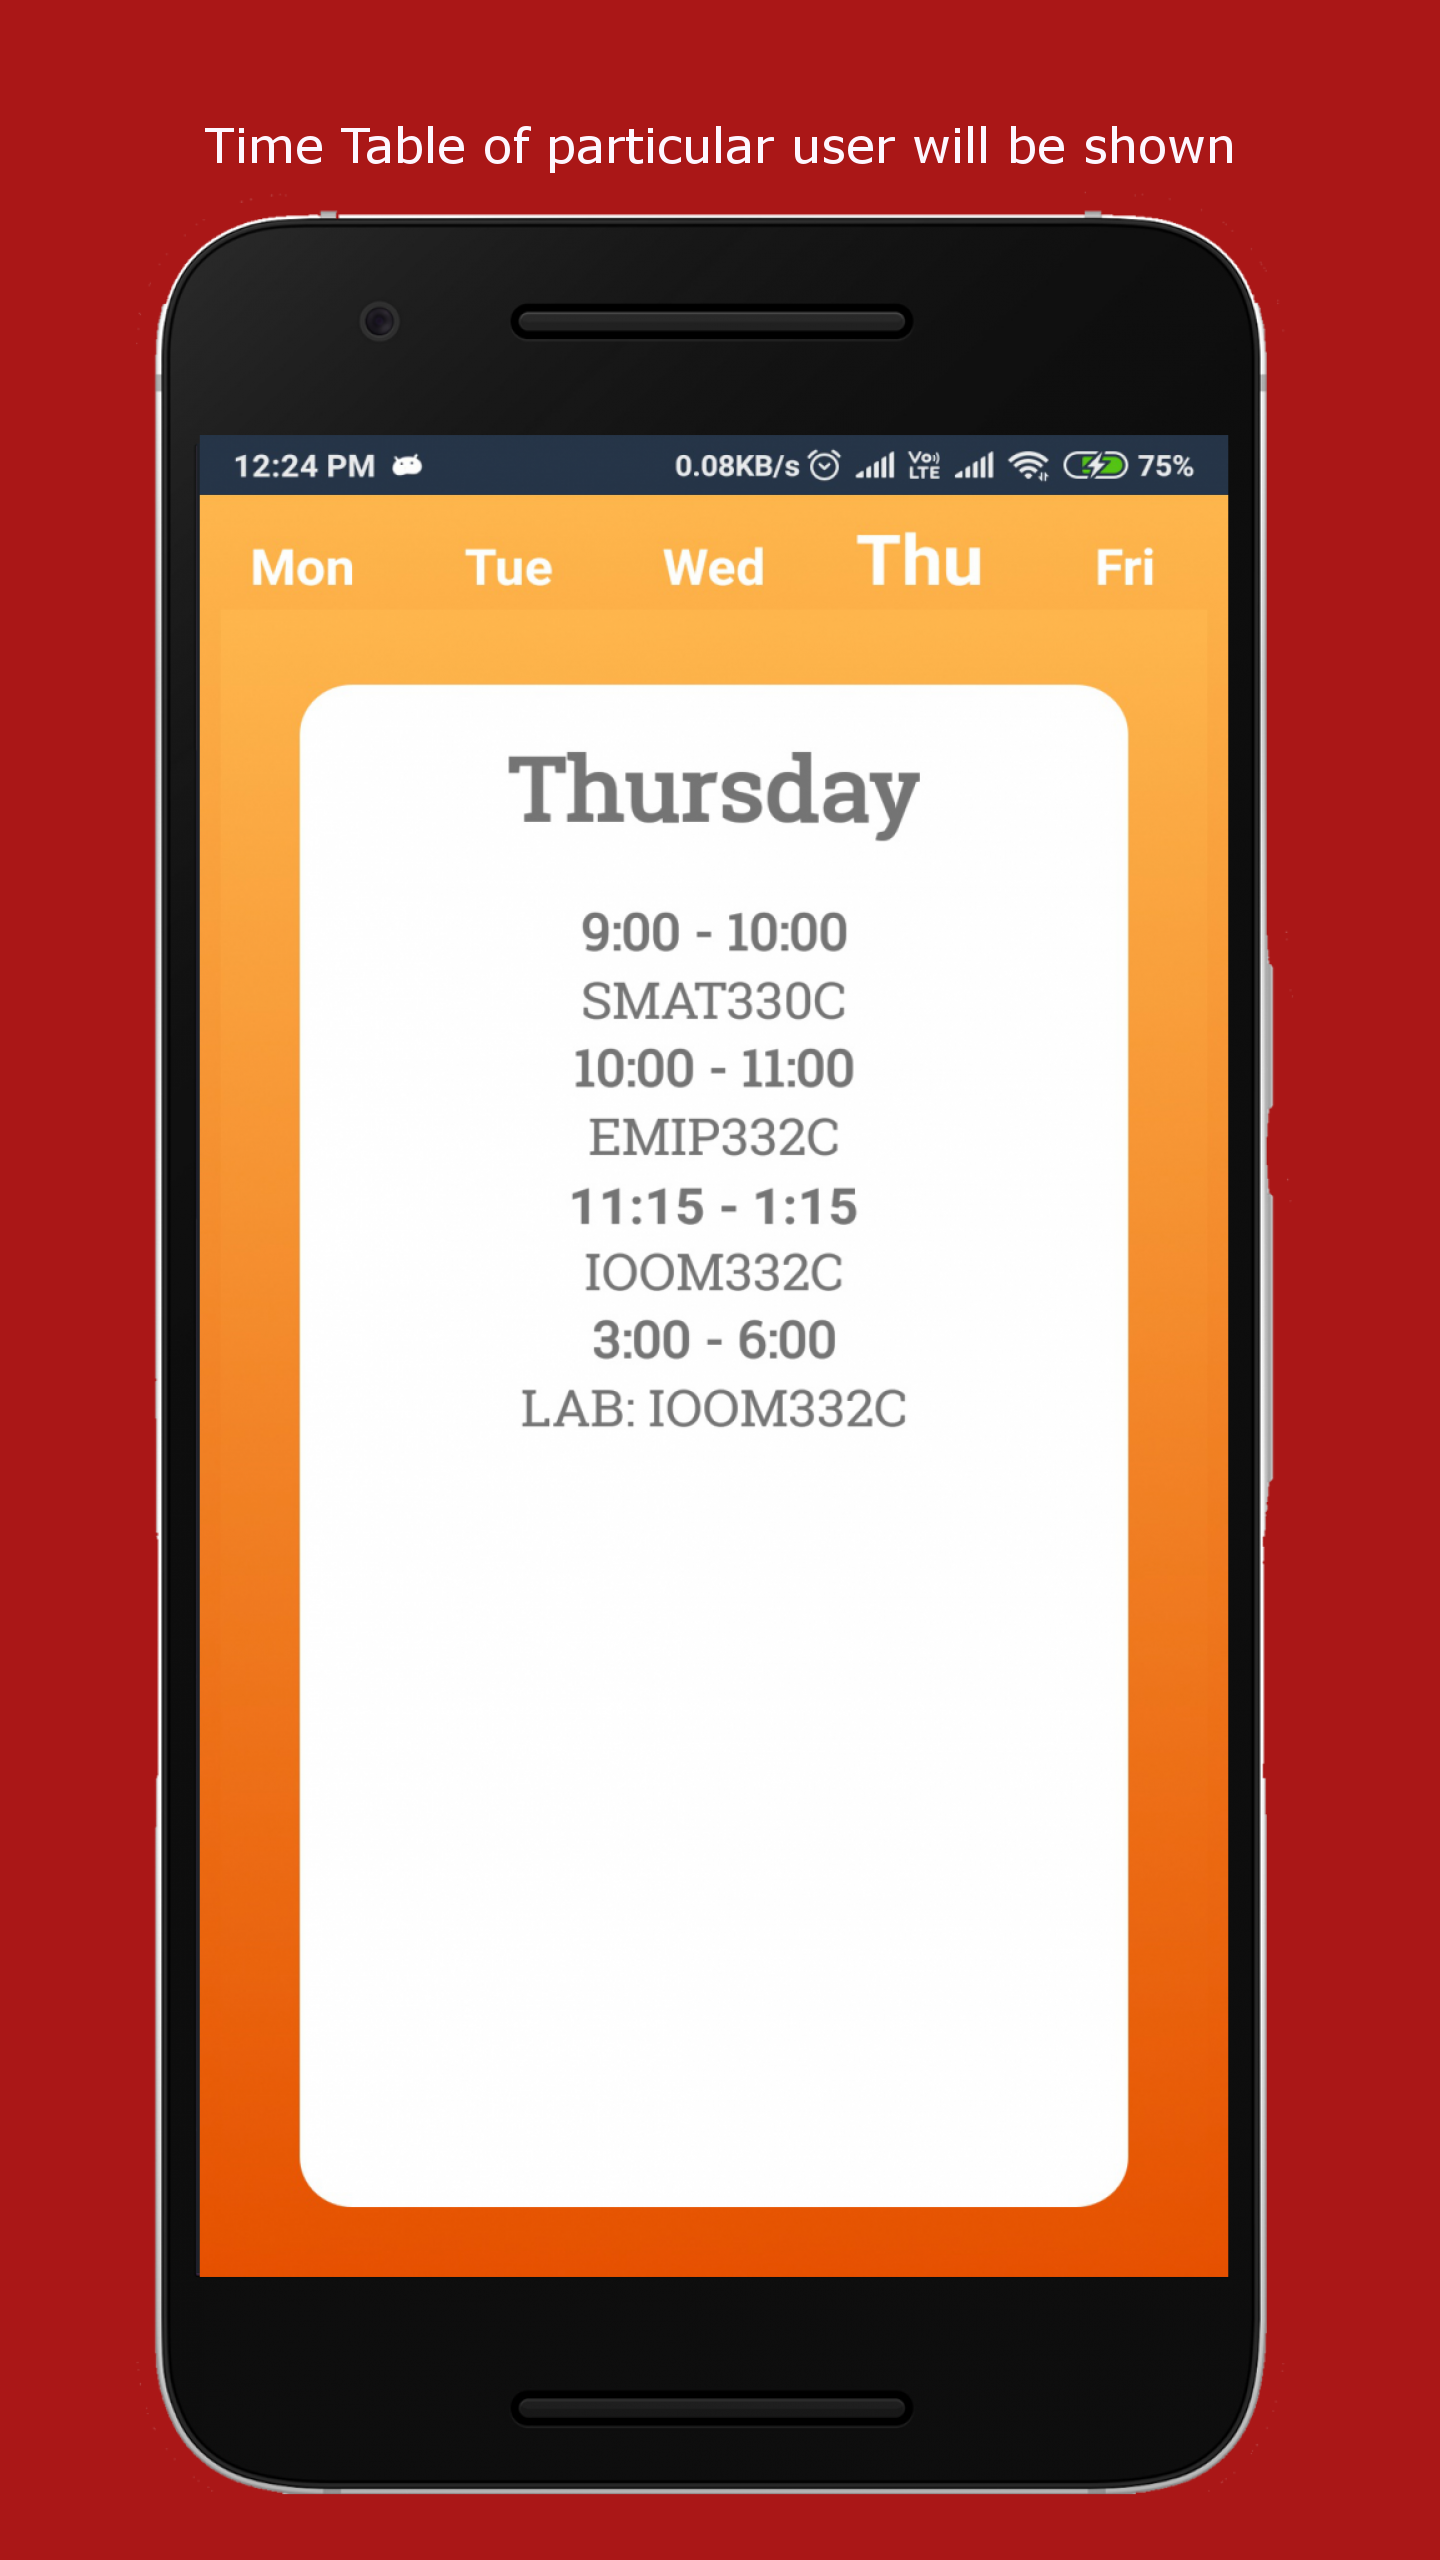 Time Table of particular user will be shown
12:24 PM 0.08KB/s Vo)) LTE 75%
Mon Tue Wed Thu Fri
Thursday
9:00 - 10:00
SMAT330C
10:00 - 11:00
EMIP332C
11:15 - 1:15
IOOM332C
3:00 - 6:00
LAB: IOOM332C